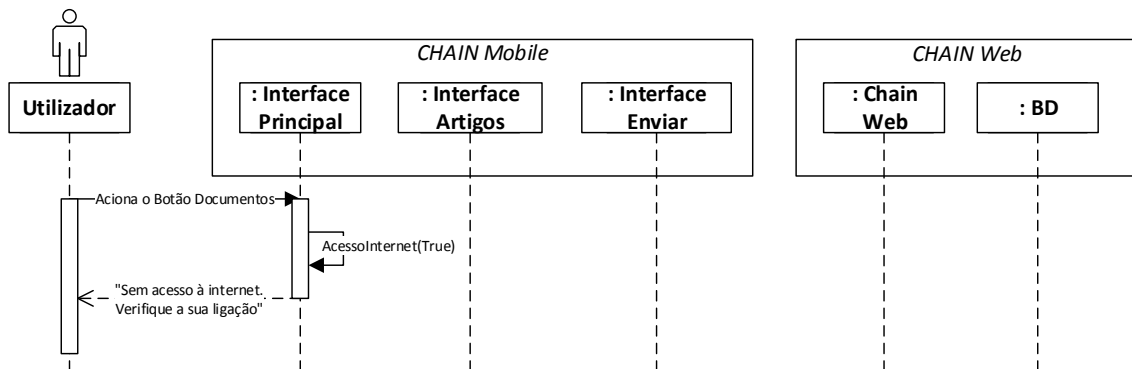 CHAIN Mobile
CHAIN Web
Utilizador
: Interface
Principal
: Interface
Artigos
: Interface
Enviar
: Chain
Web
: BD
Aciona o Botão Documentos
AcessoInternet(True)
"Sem acesso à internet.
Verifique a sua ligação"